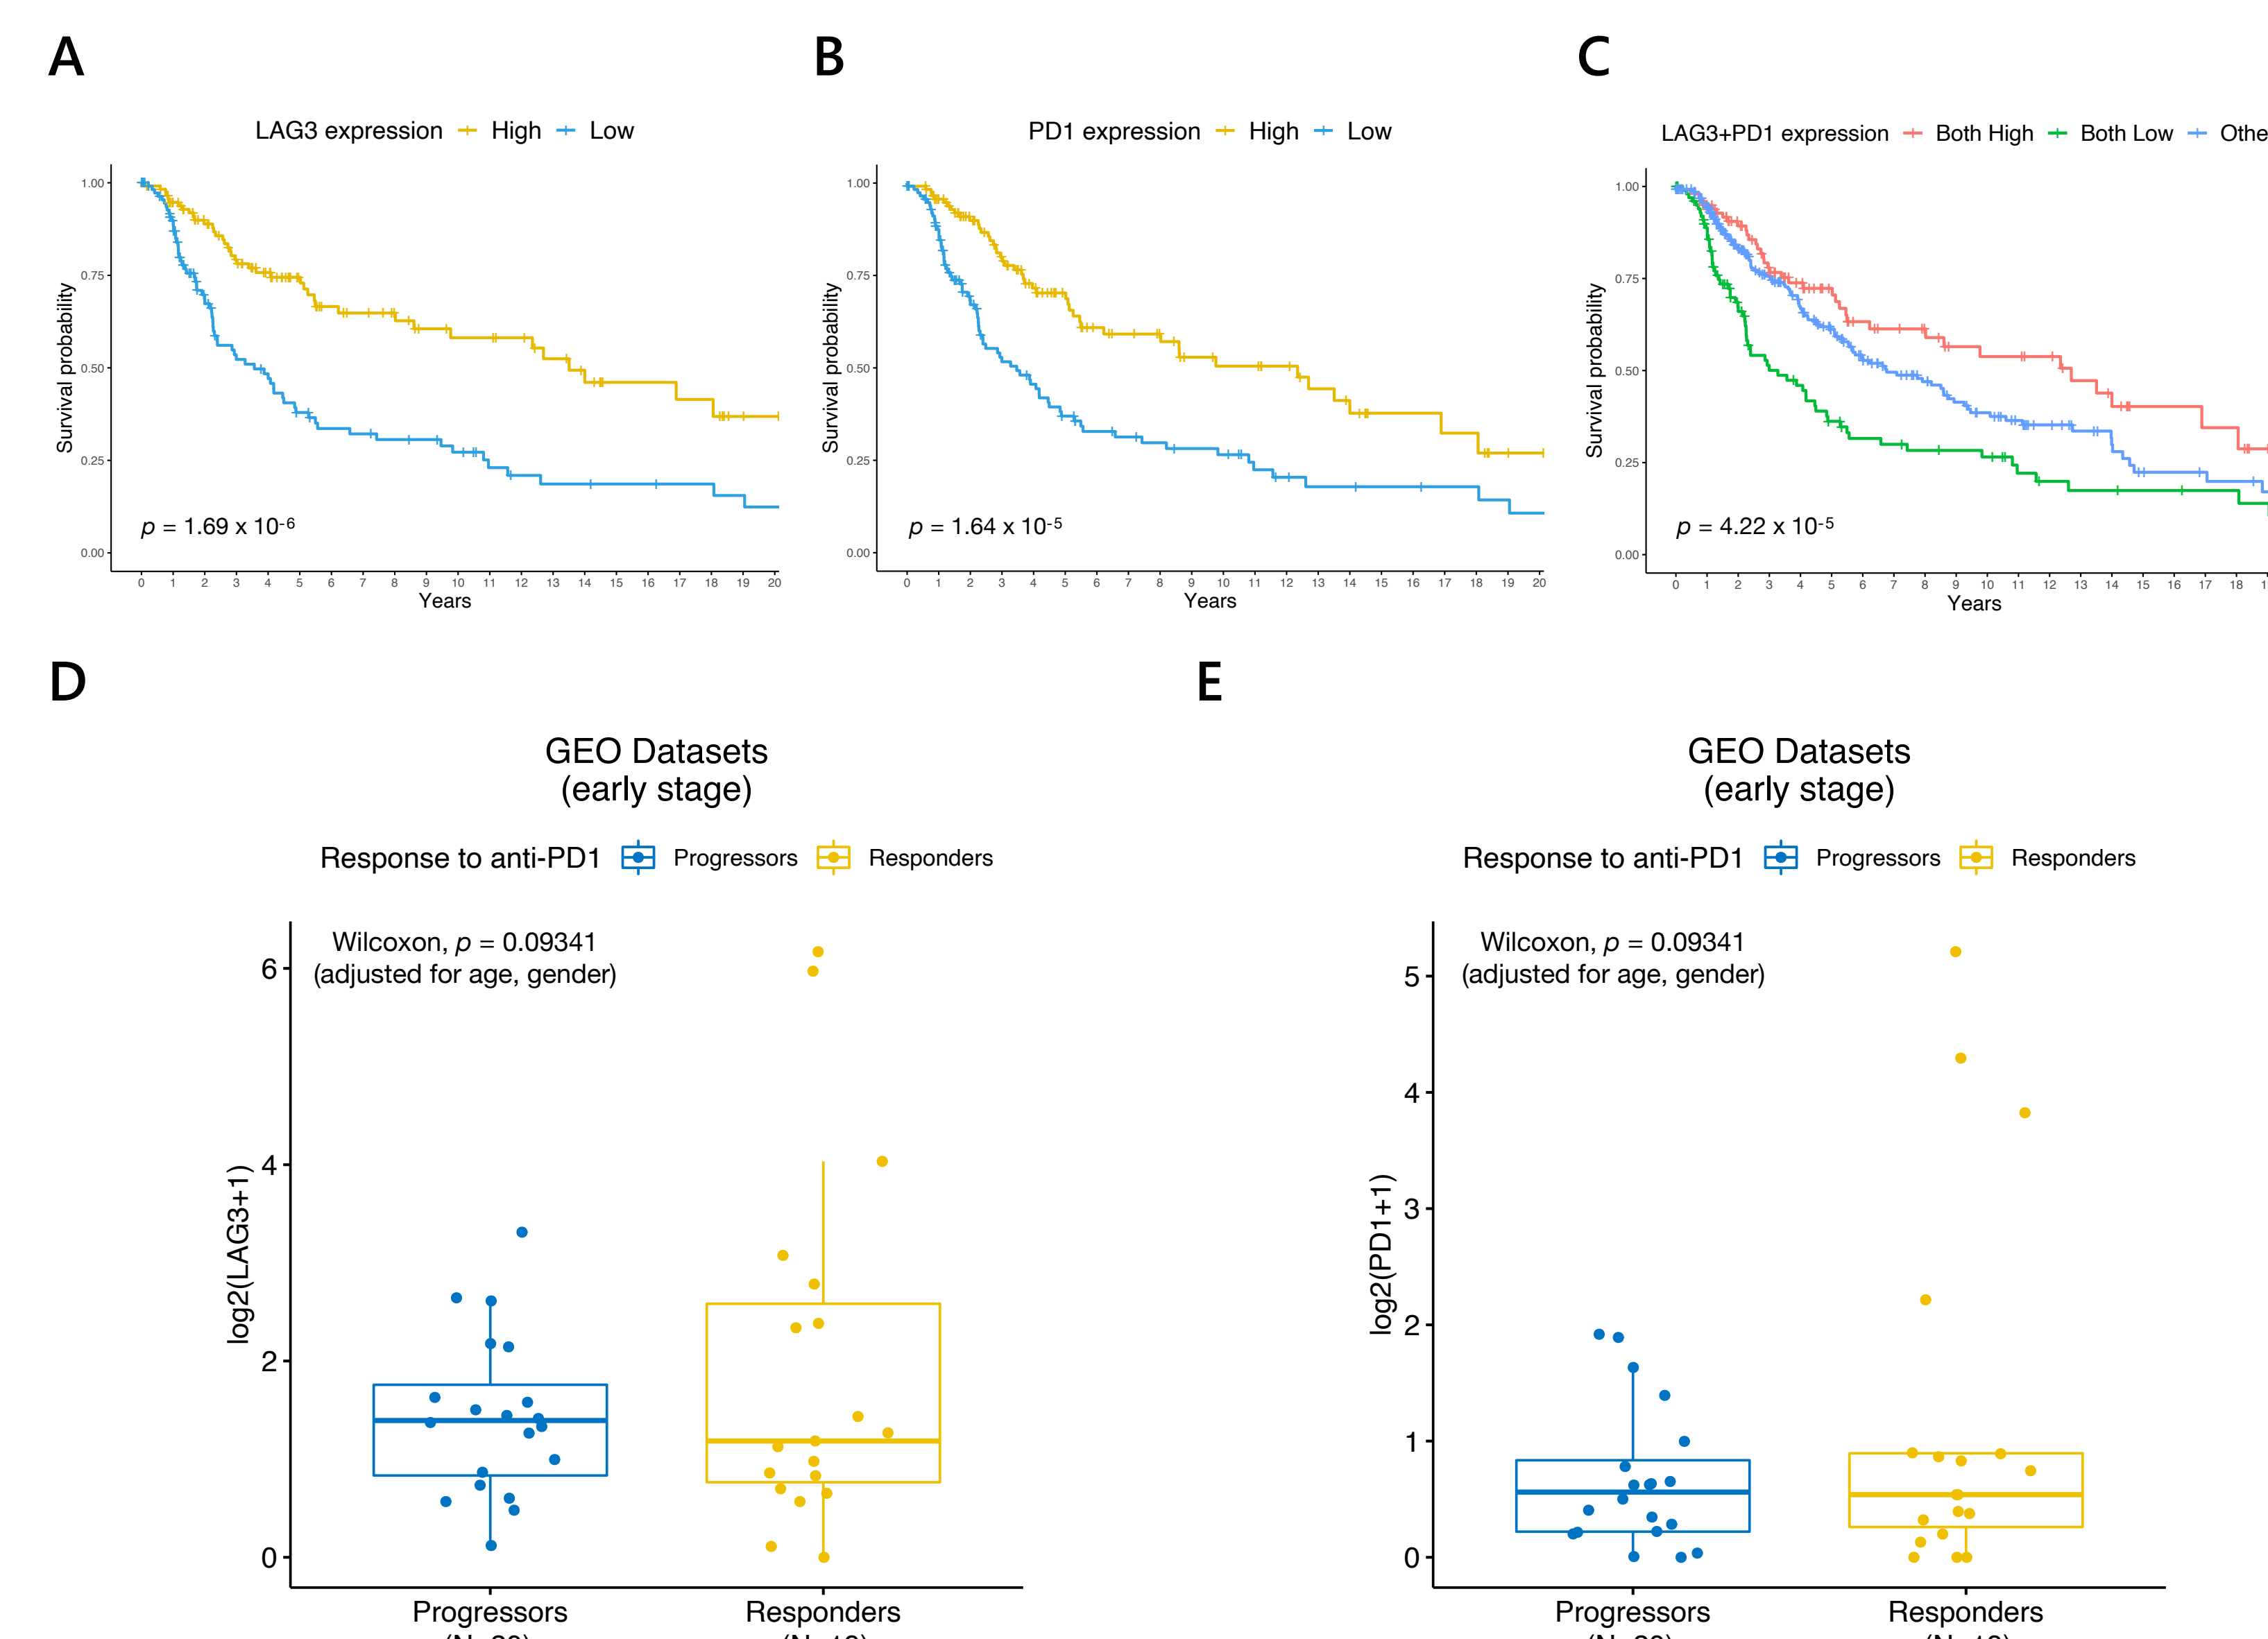 A
B
C
LAG3 expression High Low
PD1 expression High Low
LAG3+PD1 expression Both High Both Low
Survival probability
1.00
0.75
0.50
0.25
0.00
p = 1.69 x 10-6
0 1 2 3 4 5 6 7 8 9 10 11 12 13 14 15 16 17 18 19 20
Years
Survival probability
1.00
0.75
0.50
0.25
0.00
p = 1.64 x 10-5
0 1 2 3 4 5 6 7 8 9 10 11 12 13 14 15 16 17 18 19 20
Years
Survival probability
1.00
0.75
0.50
0.25
0.00
p = 4.22 x 10-5
0 1 2 3 4 5 6 7 8 9 10 11 12 13 14 15 16 17 18
Years
D
GEO Datasets
(early stage)
Response to anti-PD1 Progressors Responders
Wilcoxon, p = 0.09341
(adjusted for age, gender)
log2(LAG3+1)
6
4
2
0
Progressors Responders
E
GEO Datasets
(early stage)
Response to anti-PD1 Progressors Responders
Wilcoxon, p = 0.09341
(adjusted for age, gender)
log2(PD1+1)
5
4
3
2
1
0
Progressors Responders